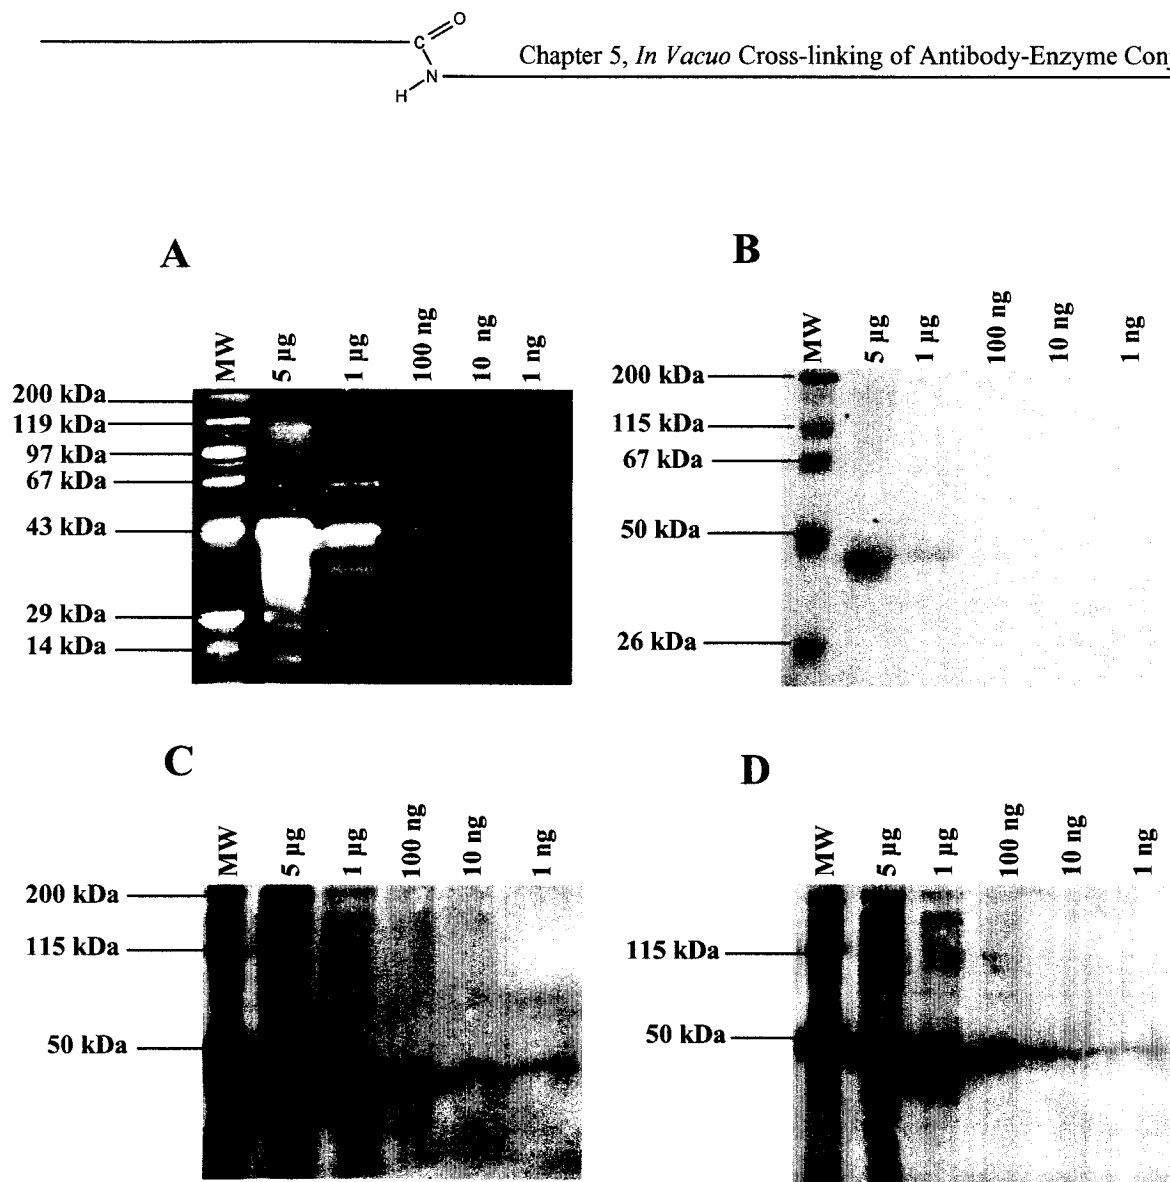 O
C
N
H
Chapter 5, In Vacuo Cross-linking of Antibody-Enzyme Con
A
MW 5 µg 1 µg 100 ng 10 ng 1 ng
200 kDa
119 kDa
97 kDa
67 kDa
43 kDa
29 kDa
14 kDa
B
MW 5 µg 1 µg 100 ng 10 ng 1 ng
200 kDa
115 kDa
67 kDa
50 kDa
26 kDa
C
MW 5 µg 1 µg 100 ng 10 ng 1 ng
200 kDa
115 kDa
50 kDa
D
MW 5 µg 1 µg 100 ng 10 ng 1 ng
115 kDa
50 kDa